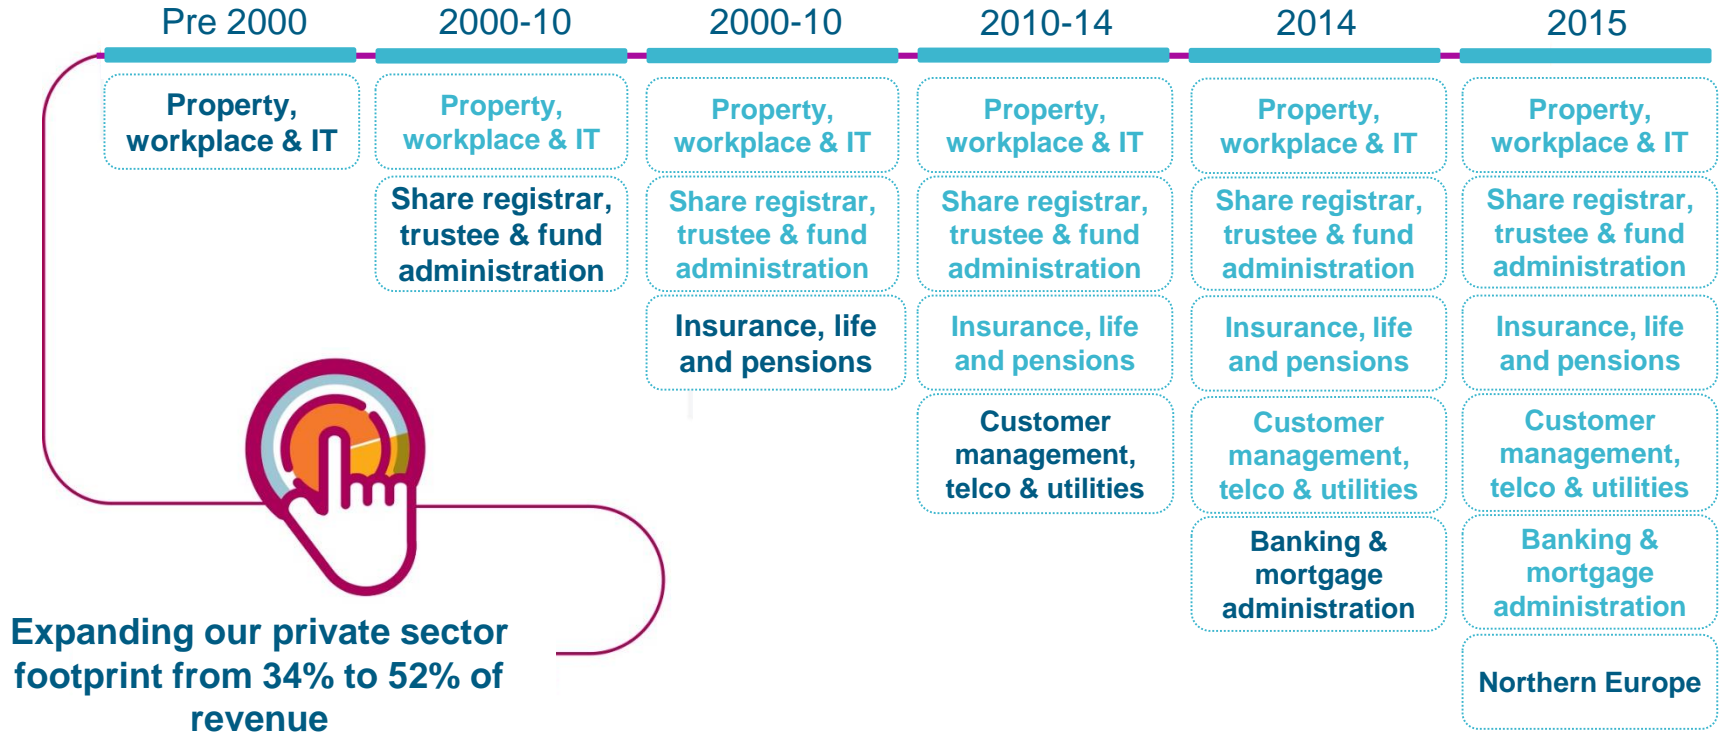 Pre 2000
2000-10
2000-10
2010-14
2014
2015
Property,
workplace & IT
Property,
workplace & IT
Property,
workplace & IT
Property,
workplace & IT
Property,
workplace & IT
Property,
workplace & IT
Share registrar,
trustee & fund
administration
Share registrar,
trustee & fund
administration
Share registrar,
trustee & fund
administration
Share registrar,
trustee & fund
administration
Share registrar,
trustee & fund
administration
Insurance, life
and pensions
Insurance, life
and pensions
Insurance, life
and pensions
Insurance, life
and pensions
Customer
management,
telco & utilities
Customer
management,
telco & utilities
Customer
management,
telco & utilities
Banking &
mortgage
administration
Banking &
mortgage
administration
Northern Europe
Expanding our private sector
footprint from 34% to 52% of
revenue